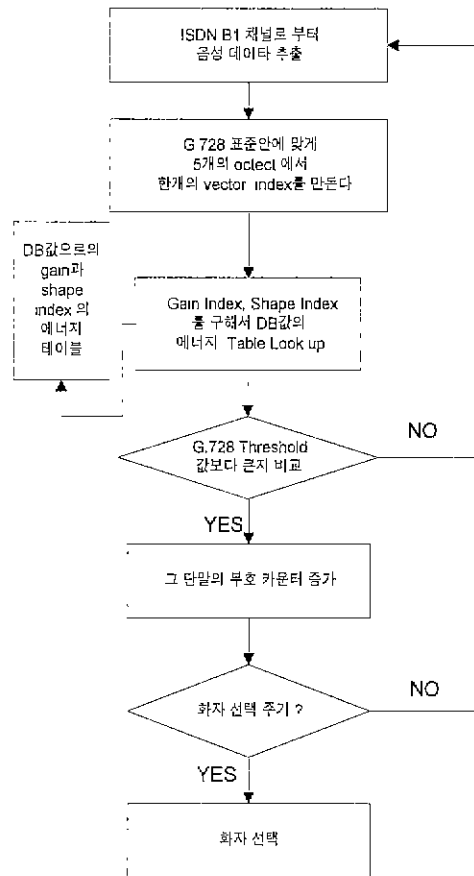 ISDN B1 채널로 부터
음성 데이타 추출
G 728 표준안에 맞게
5개의 octect 에서
한개의 vector index를 만든다
DB값으로의
gain과
shape
index 의
에너지
테이블
Gain Index, Shape Index
를 구해서 DB값의
에너지 Table Look up
G.728 Threshold
값보다 큰지 비교
NO
YES
그 단말의 부호 카운터 증가
화자 선택 주기 ?
NO
YES
화자 선택